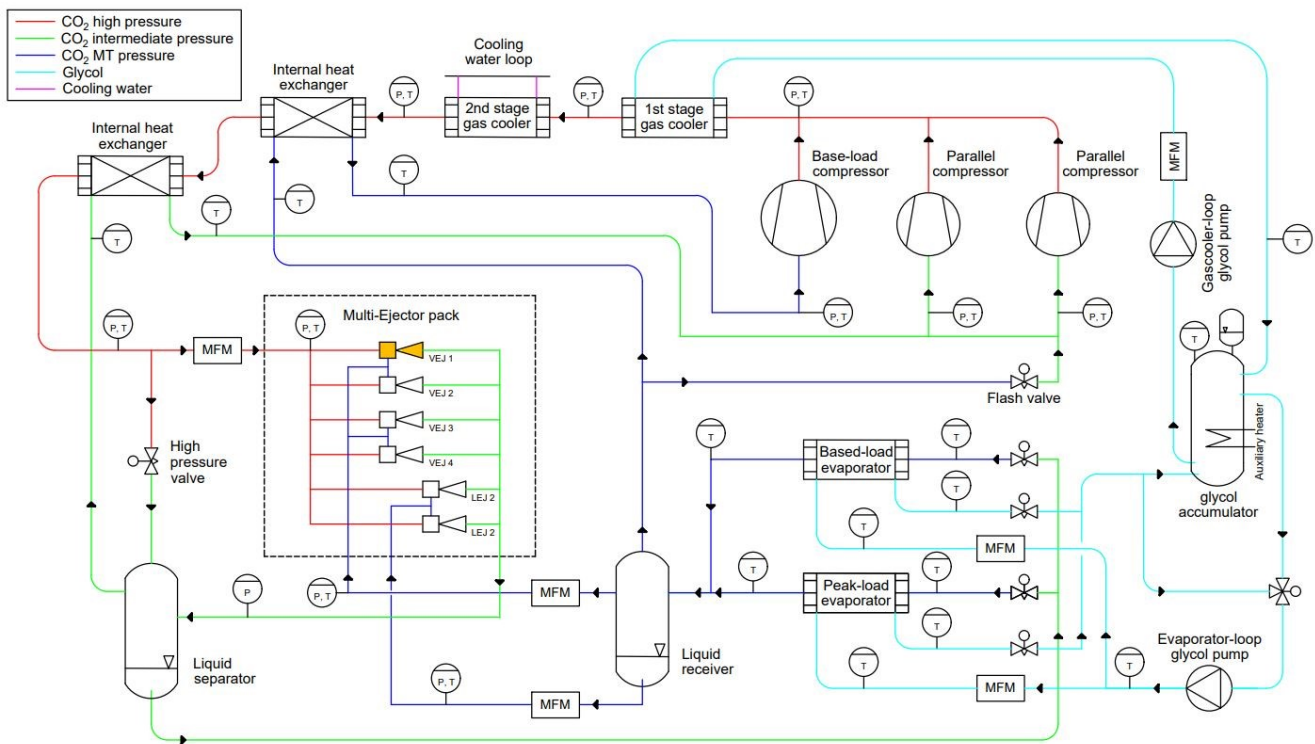 CO₂ high pressure
CO₂ intermediate pressure
CO₂ MT pressure
Glycol
Cooling water
Internal heat
exchanger
Internal heat
exchanger
Cooling
water loop
2nd stage
gas cooler
1st stage
gas cooler
P, T
P, T
P, T
Base-load
compressor
Parallel
compressor
Parallel
compressor
MFM
Gascooler-loop
glycol pump
T
T
T
T
T
T
P, T
P, T
P, T
P, T
MFM
Multi-Ejector pack
P, T
VEJ 1
VEJ 2
VEJ 3
VEJ 4
LEJ 2
LEJ 2
High
pressure
valve
Flash valve
Auxiliary heater
glycol
accumulator
T
Based-load
evaporator
T
T
T
MFM
P
P, T
MFM
T
Peak-load
evaporator
T
T
T
MFM
T
Evaporator-loop
glycol pump
Liquid
separator
P, T
MFM
Liquid
receiver